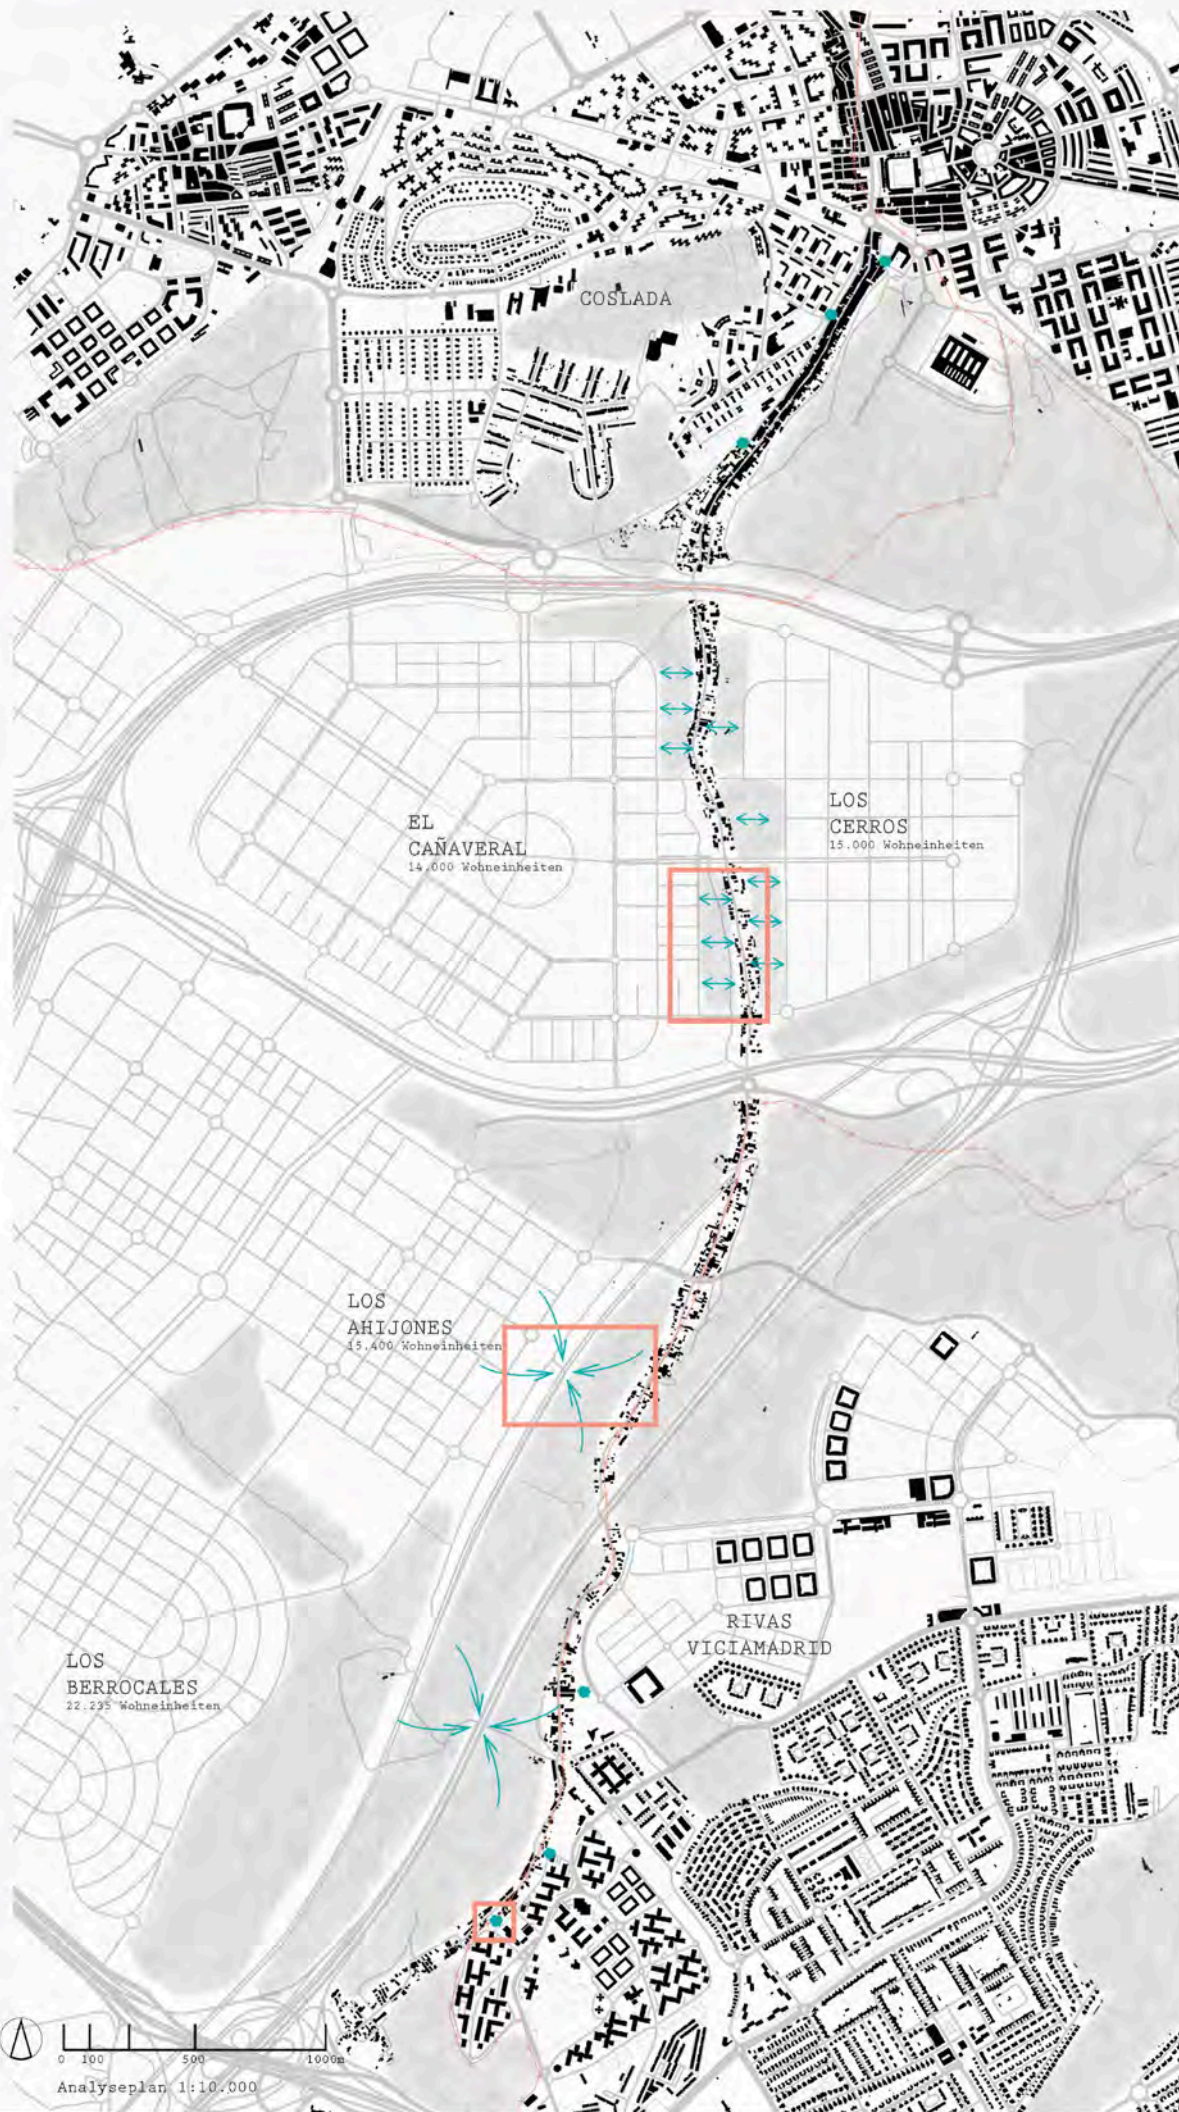 COSLADA
EL
CAÑAVERAL
14.000 Wohneinheiten
LOS
CERROS
15.000 Wohneinheiten
LOS
AHIJONES
15.400 Wohneinheiten
RIVAS
VICIAMADRID
LOS
BERROCALES
22.235 Wohneinheiten
0 100 500 1000m
Analyseplan 1:10.000